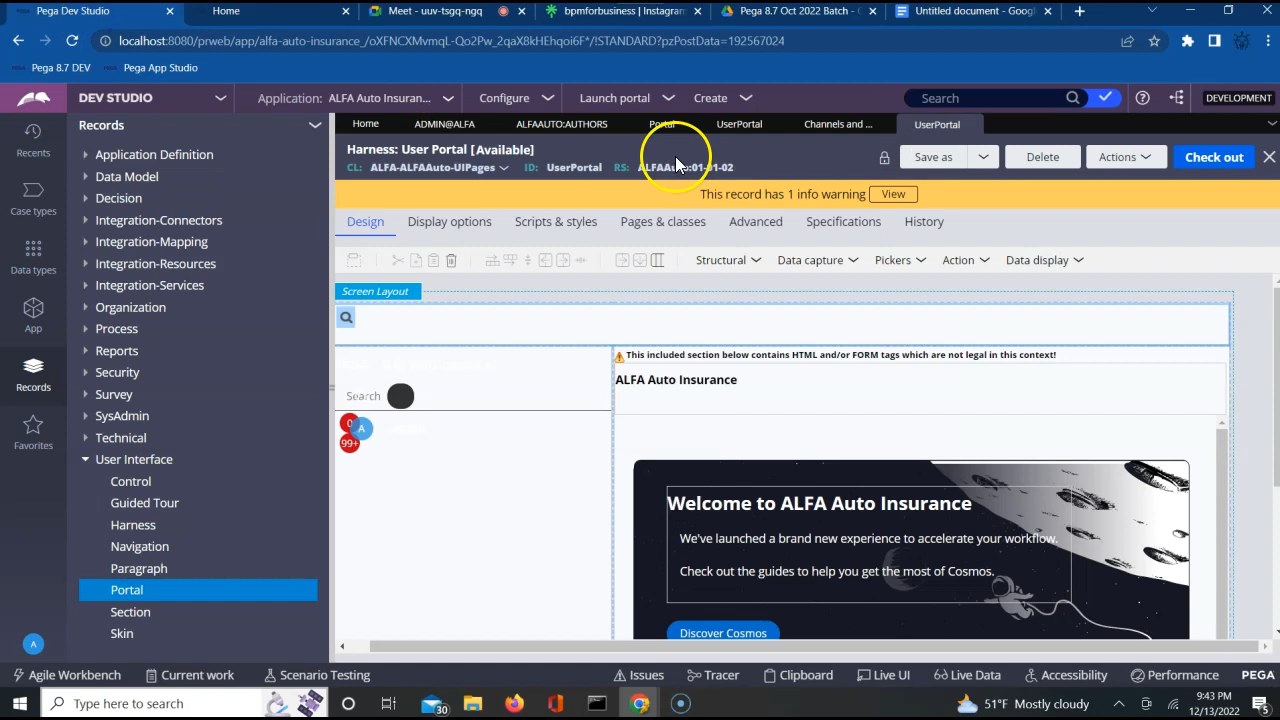 Pega Dev Studio
Home
Meet - uuv-tsgq-ngq
bpmforbusiness | Instagram
Pega 8.7 Oct 2022 Batch -
Untitled document - Googl
localhost:8080/prweb/app/alfa-auto-insurance_/oXFNCXMvmqL-Qo2Pw_2qaX8kHEhqoi6F*/!STANDARD?pzPostData=192567024
Pega 8.7 DEV
Pega App Studio
DEV STUDIO
Application: ALFA Auto Insuran...
Configure
Launch portal
Create
Search
DEVELOPMENT
Recents
Case types
Data types
App
Records
Favorites
A
Records
Application Definition
Data Model
Decision
Integration-Connectors
Integration-Mapping
Integration-Resources
Integration-Services
Organization
Process
Reports
Security
Survey
SysAdmin
Technical
User Interface
Control
Guided Tour
Harness
Navigation
Paragraph
Portal
Section
Skin
Home
ADMIN@ALFA
ALFAAUTO:AUTHORS
Portal
UserPortal
Channels and ...
UserPortal
Harness: User Portal [Available]
CL: ALFA-ALFAAuto-UIPages
ID: UserPortal
RS: ALFAAuto:01-01-02
Save as
Delete
Actions
Check out
This record has 1 info warning
View
Design
Display options
Scripts & styles
Pages & classes
Advanced
Specifications
History
Structural
Data capture
Pickers
Action
Data display
Screen Layout
This included section below contains HTML and/or FORM tags which are not legal in this context!
Search
A
99+
ALFA Auto Insurance
Welcome to ALFA Auto Insurance
We've launched a brand new experience to accelerate your workflow.
Check out the guides to help you get the most of Cosmos.
Discover Cosmos
Agile Workbench
Current work
Scenario Testing
Issues
Tracer
Clipboard
Live UI
Live Data
Accessibility
Performance
PEGA
Type here to search
30
51°F Mostly cloudy
9:43 PM
12/13/2022
5